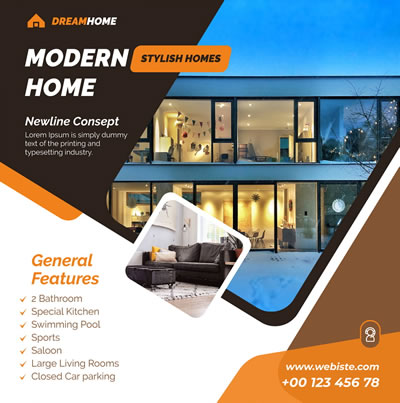 DREAMHOME
MODERN
HOME
STYLISH HOMES
Newline Consept
Lorem Ipsum is simply dummy
text of the printing and
typesetting industry.
General
Features
2 Bathroom
Special Kitchen
Swimming Pool
Sports
Saloon
Large Living Rooms
Closed Car parking
www.webiste.com
+00 123 456 78